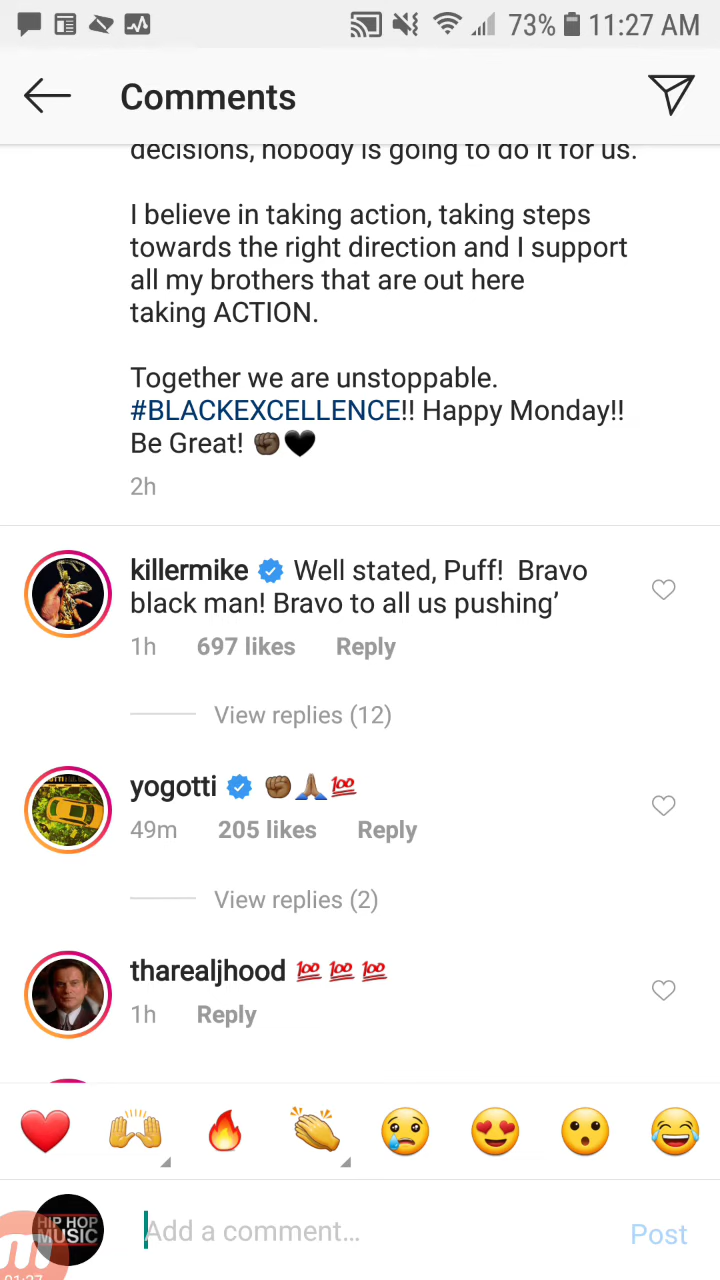 73% 11:27 AM
Comments
decisions, nobody is going to do it for us.
I believe in taking action, taking steps
towards the right direction and I support
all my brothers that are out here
taking ACTION.
Together we are unstoppable.
#BLACKEXCELLENCE!! Happy Monday!!
Be Great! ✊🏿🖤
2h
killermike Well stated, Puff!  Bravo
black man! Bravo to all us pushing’
1h 697 likes Reply
View replies (12)
yogotti ✊🏾🙏🏽💯
49m 205 likes Reply
View replies (2)
tharealjhood 💯💯💯
1h Reply
❤️🙌🔥👏😢😍😮😂
HIP HOP
MUSIC
Add a comment...
Post
01:27